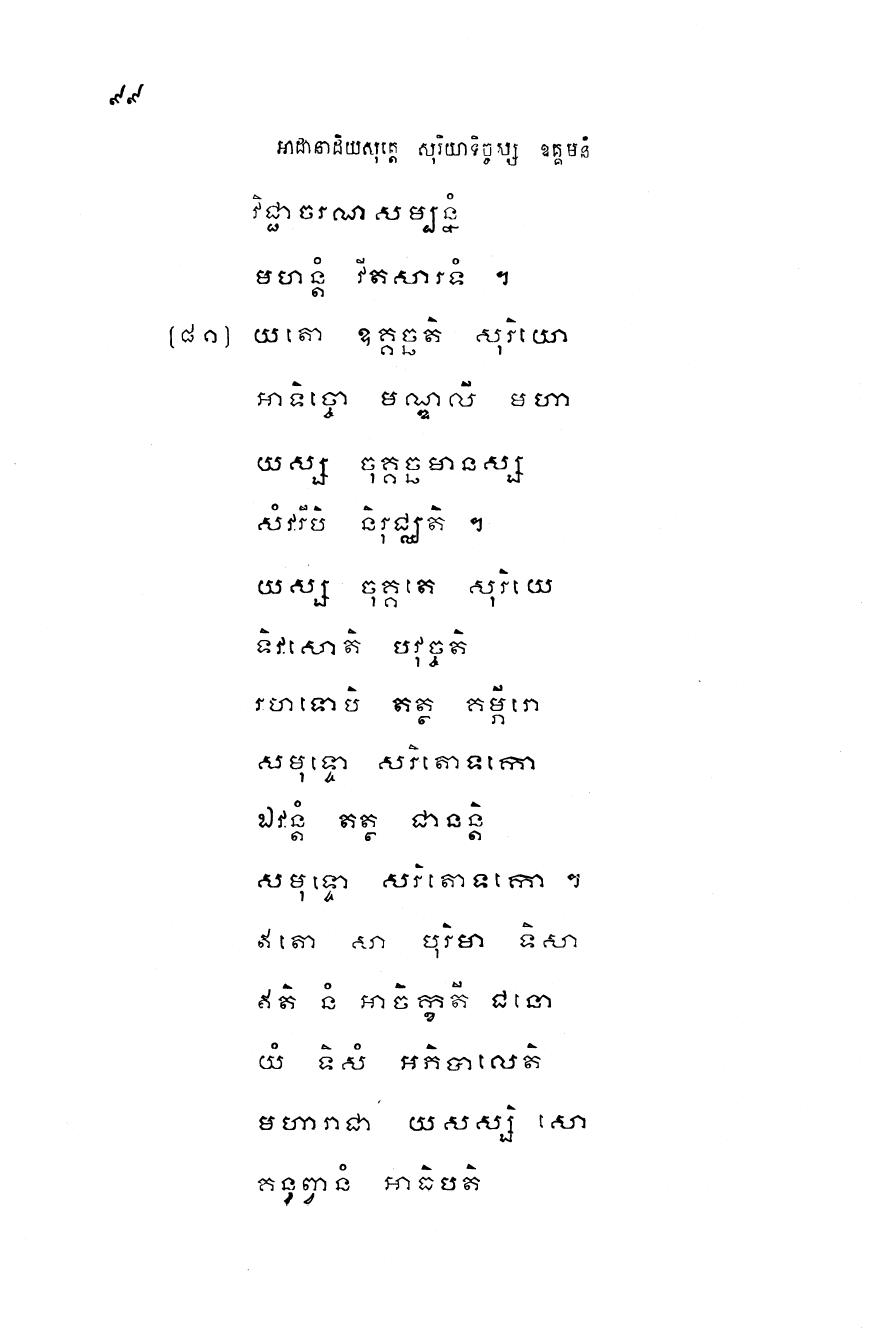 ៩៩
អាដានាដិយសុត្តេ សុរិយាទិច្ចស្ស ឧគ្គមនំ
វិជ្ជាចរណសម្បន្នំ
មហន្តំ វីតសារទំ ។
(៨១) យតោ ឧគ្គច្ឆតិ សុរិយោ
អាទិច្ចោ មណ្ឌលី មហា
យស្ស ចុគ្គច្ឆមានស្ស
សំវរីបិ និរុជ្ឈតិ ។
យស្ស ចុគ្គតេ សុរិយេ
ទិវសោតិ បវុច្ចតិ
រហទោបិ តត្ថ គម្ភីរោ
សមុទ្ទោ សរិតោទកោ
ឯវន្តំ តត្ថ ជានន្តិ
សមុទ្ទោ សរិតោទកោ ។
ឥតោ សា បុរិមា ទិសា
ឥតិ នំ អាចិក្ខតី ជនោ
យំ ទិសំ អភិបាលេតិ
មហារាជា យសស្សិ សោ
គន្ធព្វានំ អាធិបតិ